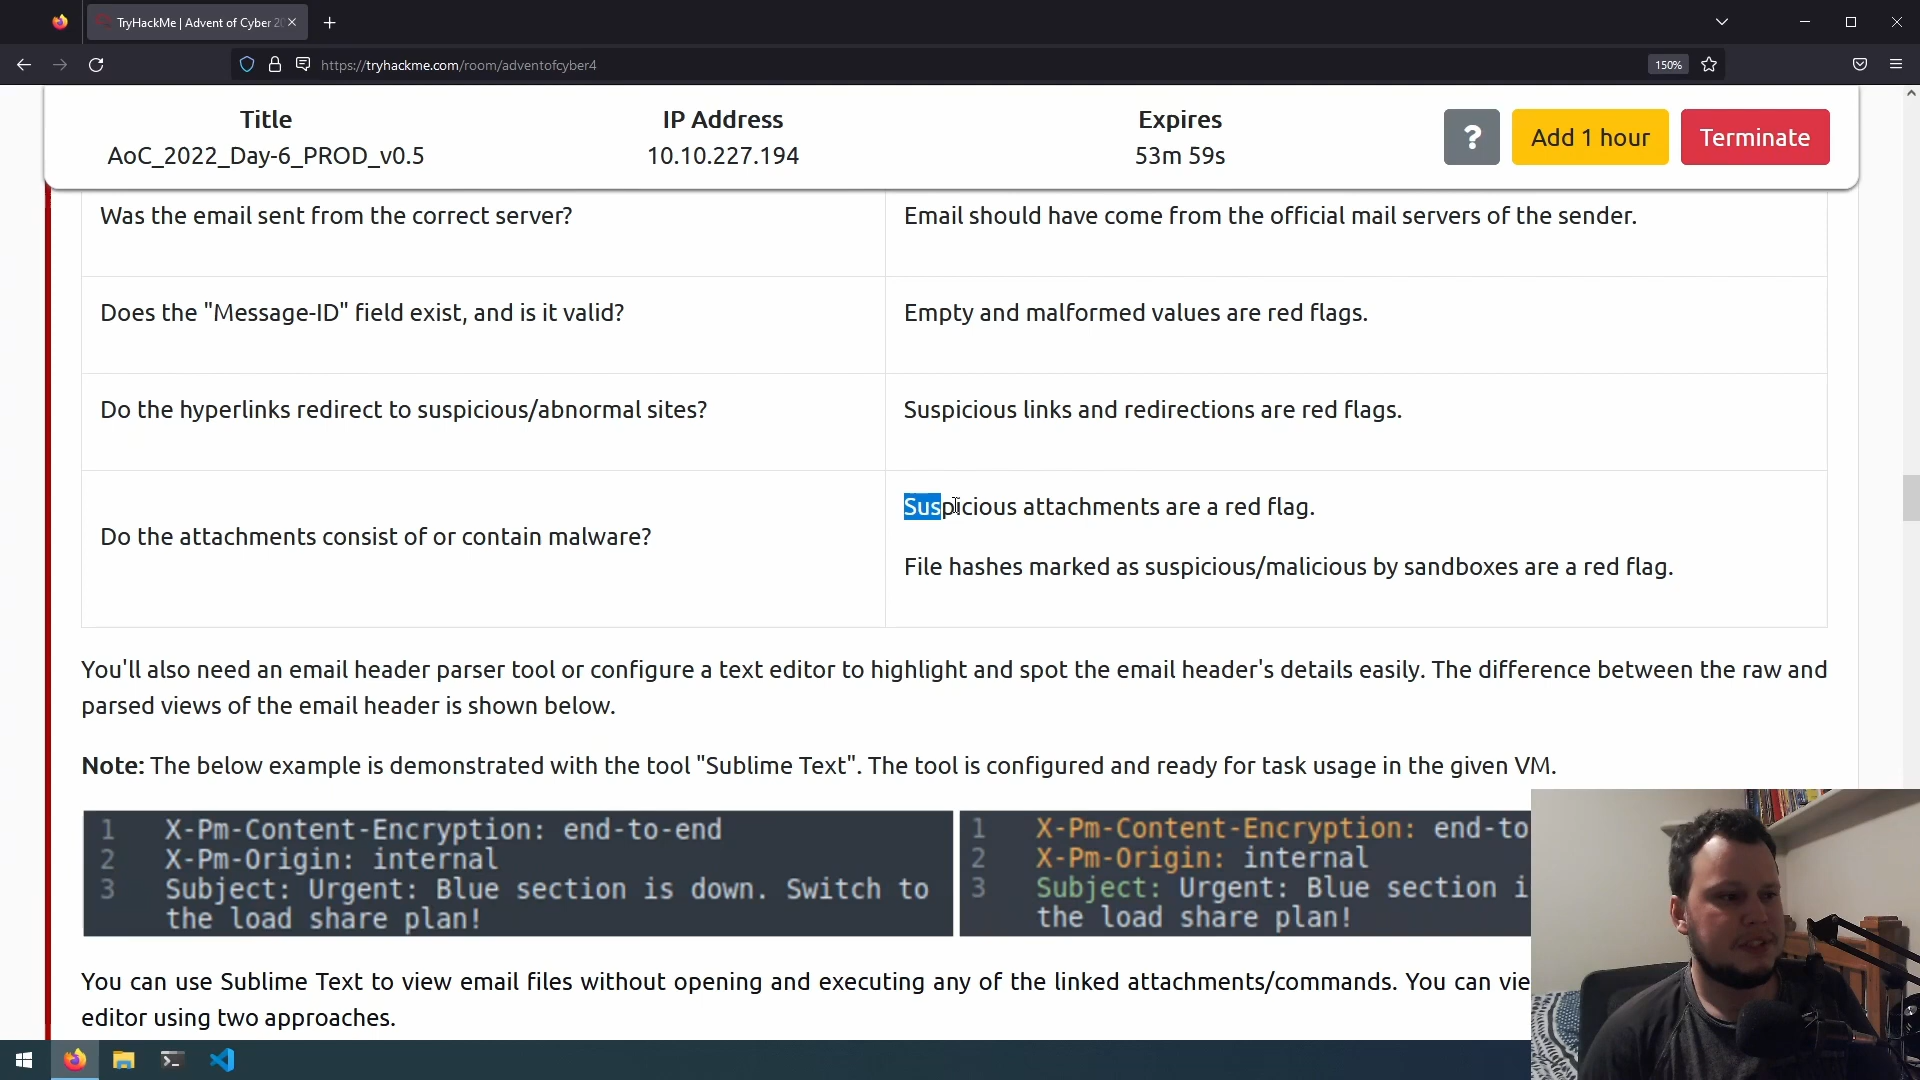 TryHackMe | Advent of Cyber 20
https://tryhackme.com/room/adventofcyber4
150%
Title
IP Address
Expires
AoC_2022_Day-6_PROD_v0.5
10.10.227.194
53m 59s
?
Add 1 hour
Terminate
Was the email sent from the correct server?
Email should have come from the official mail servers of the sender.
Does the "Message-ID" field exist, and is it valid?
Empty and malformed values are red flags.
Do the hyperlinks redirect to suspicious/abnormal sites?
Suspicious links and redirections are red flags.
Do the attachments consist of or contain malware?
Suspicious attachments are a red flag.
File hashes marked as suspicious/malicious by sandboxes are a red flag.
You'll also need an email header parser tool or configure a text editor to highlight and spot the email header's details easily. The difference between the raw and
parsed views of the email header is shown below.
Note: The below example is demonstrated with the tool "Sublime Text". The tool is configured and ready for task usage in the given VM.
1 X-Pm-Content-Encryption: end-to-end
2 X-Pm-Origin: internal
3 Subject: Urgent: Blue section is down. Switch to
the load share plan!
1 X-Pm-Content-Encryption: end-to
2 X-Pm-Origin: internal
3 Subject: Urgent: Blue section i
the load share plan!
You can use Sublime Text to view email files without opening and executing any of the linked attachments/commands. You can vie
editor using two approaches.